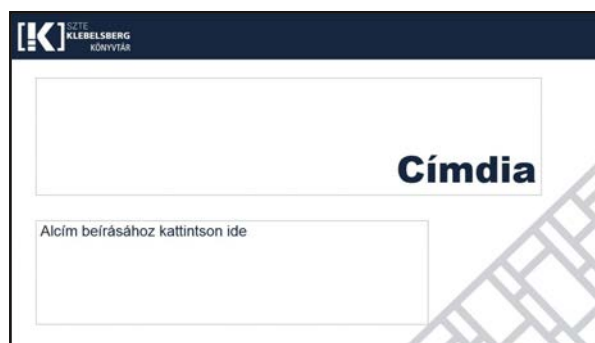 [K]
SZTE
KLEBELSBERG
KÖNYVTÁR
Címdia
Alcím beírásához kattintson ide